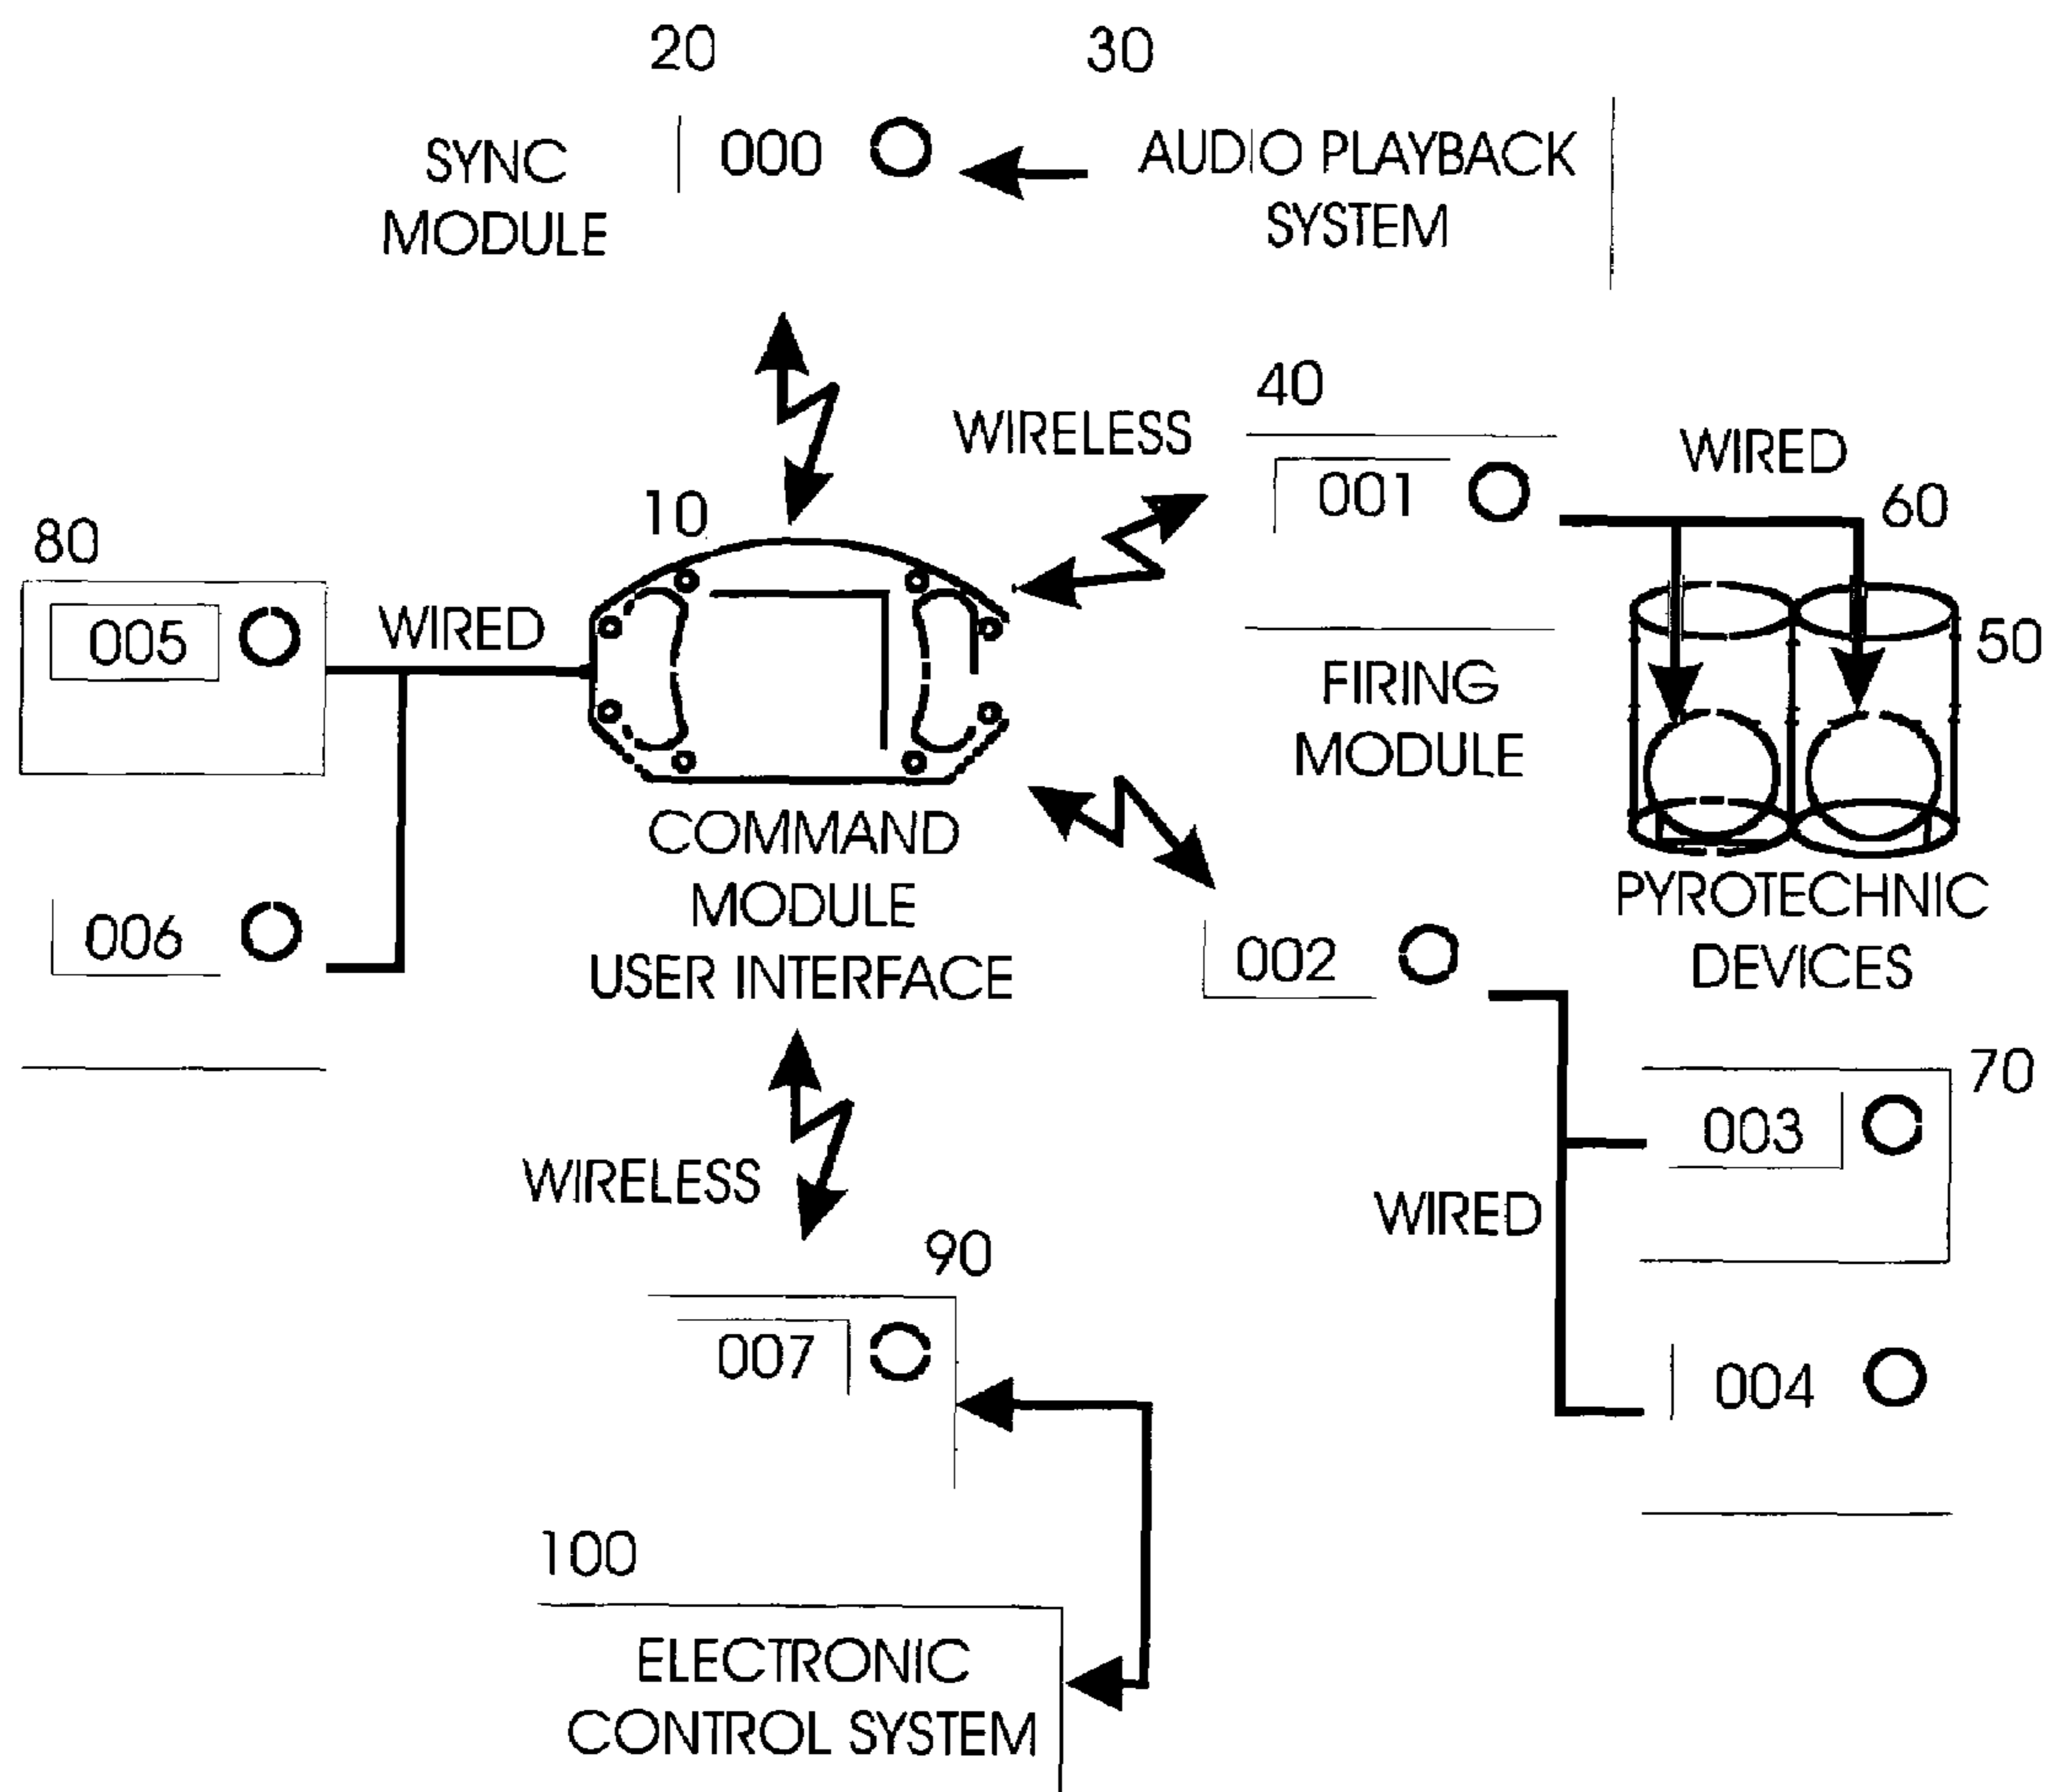 20
30
000
SYNC
MODULE
AUDIO PLAYBACK
SYSTEM
WIRELESS
40
001
WIRED
60
50
FIRING
MODULE
PYROTECHNIC
DEVICES
80
10
005
WIRED
006
COMMAND
MODULE
USER INTERFACE
002
70
003
WIRED
004
WIRELESS
90
007
100
ELECTRONIC
CONTROL SYSTEM